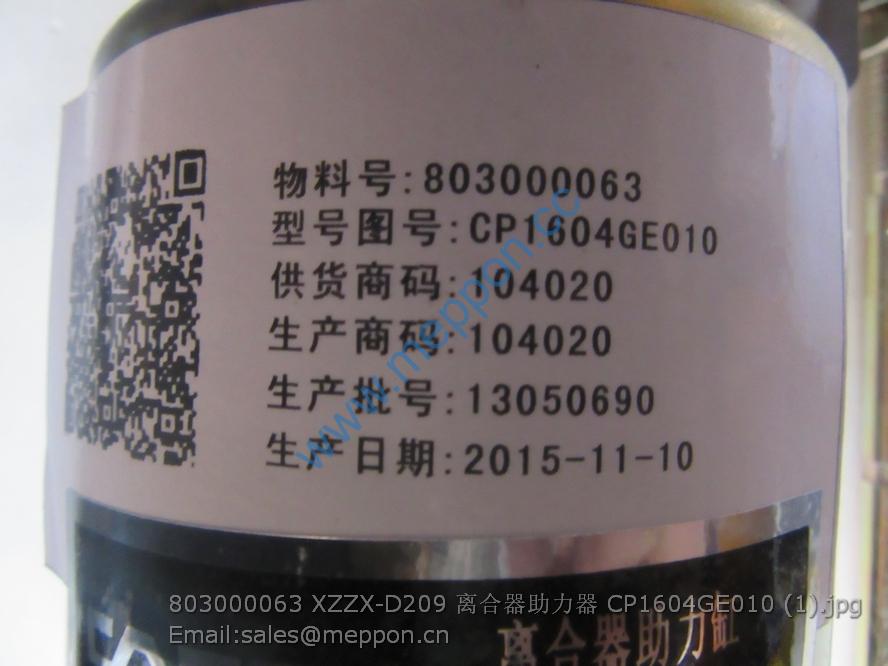 物料号:803000063
型号图号:CP1604GE010
供货商码:104020
生产商码:104020
生产批号:13050690
生产日期:2015-11-10
www.meppon.cc
803000063 XZZX-D209 离合器助力器 CP1604GE010 (1).jpg
Email:sales@meppon.cn
离合器助力缸